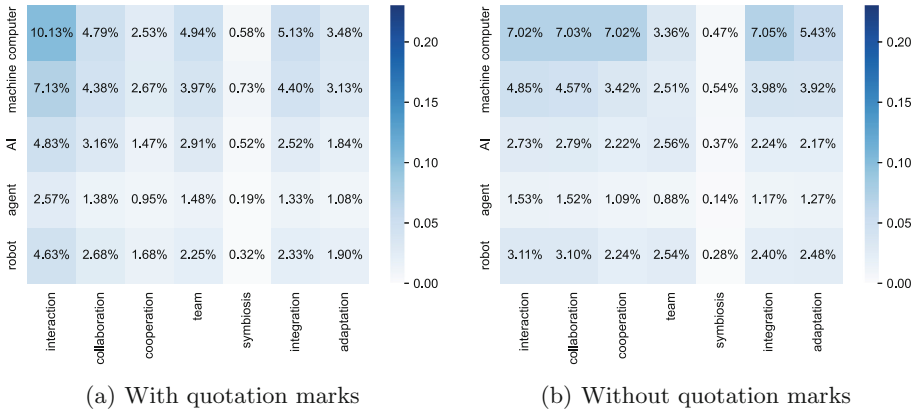 computer 10.13% 4.79% 2.53% 4.94% 0.58% 5.13% 3.48%
machine 7.13% 4.38% 2.67% 3.97% 0.73% 4.40% 3.13%
AI 4.83% 3.16% 1.47% 2.91% 0.52% 2.52% 1.84%
agent 2.57% 1.38% 0.95% 1.48% 0.19% 1.33% 1.08%
robot 4.63% 2.68% 1.68% 2.25% 0.32% 2.33% 1.90%
interaction collaboration cooperation team symbiosis integration adaptation
0.20
0.15
0.10
0.05
0.00
(a) With quotation marks
computer 7.02% 7.03% 7.02% 3.36% 0.47% 7.05% 5.43%
machine 4.85% 4.57% 3.42% 2.51% 0.54% 3.98% 3.92%
AI 2.73% 2.79% 2.22% 2.56% 0.37% 2.24% 2.17%
agent 1.53% 1.52% 1.09% 0.88% 0.14% 1.17% 1.27%
robot 3.11% 3.10% 2.24% 2.54% 0.28% 2.40% 2.48%
interaction collaboration cooperation team symbiosis integration adaptation
0.20
0.15
0.10
0.05
0.00
(b) Without quotation marks